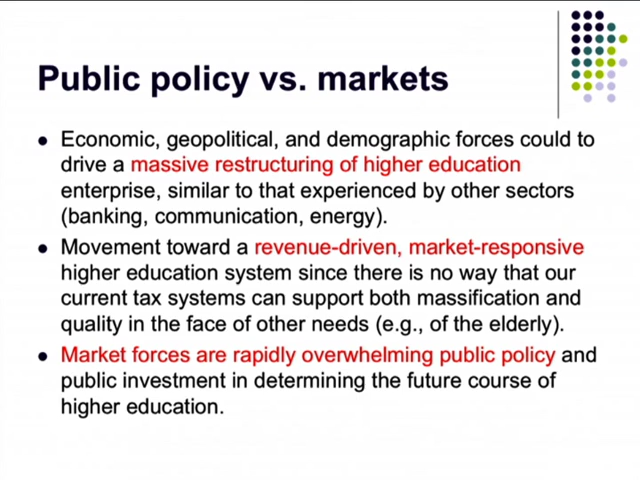 Public policy vs. markets
Economic, geopolitical, and demographic forces could to
drive a massive restructuring of higher education
enterprise, similar to that experienced by other sectors
(banking, communication, energy).
Movement toward a revenue-driven, market-responsive
higher education system since there is no way that our
current tax systems can support both massification and
quality in the face of other needs (e.g., of the elderly).
Market forces are rapidly overwhelming public policy and
public investment in determining the future course of
higher education.